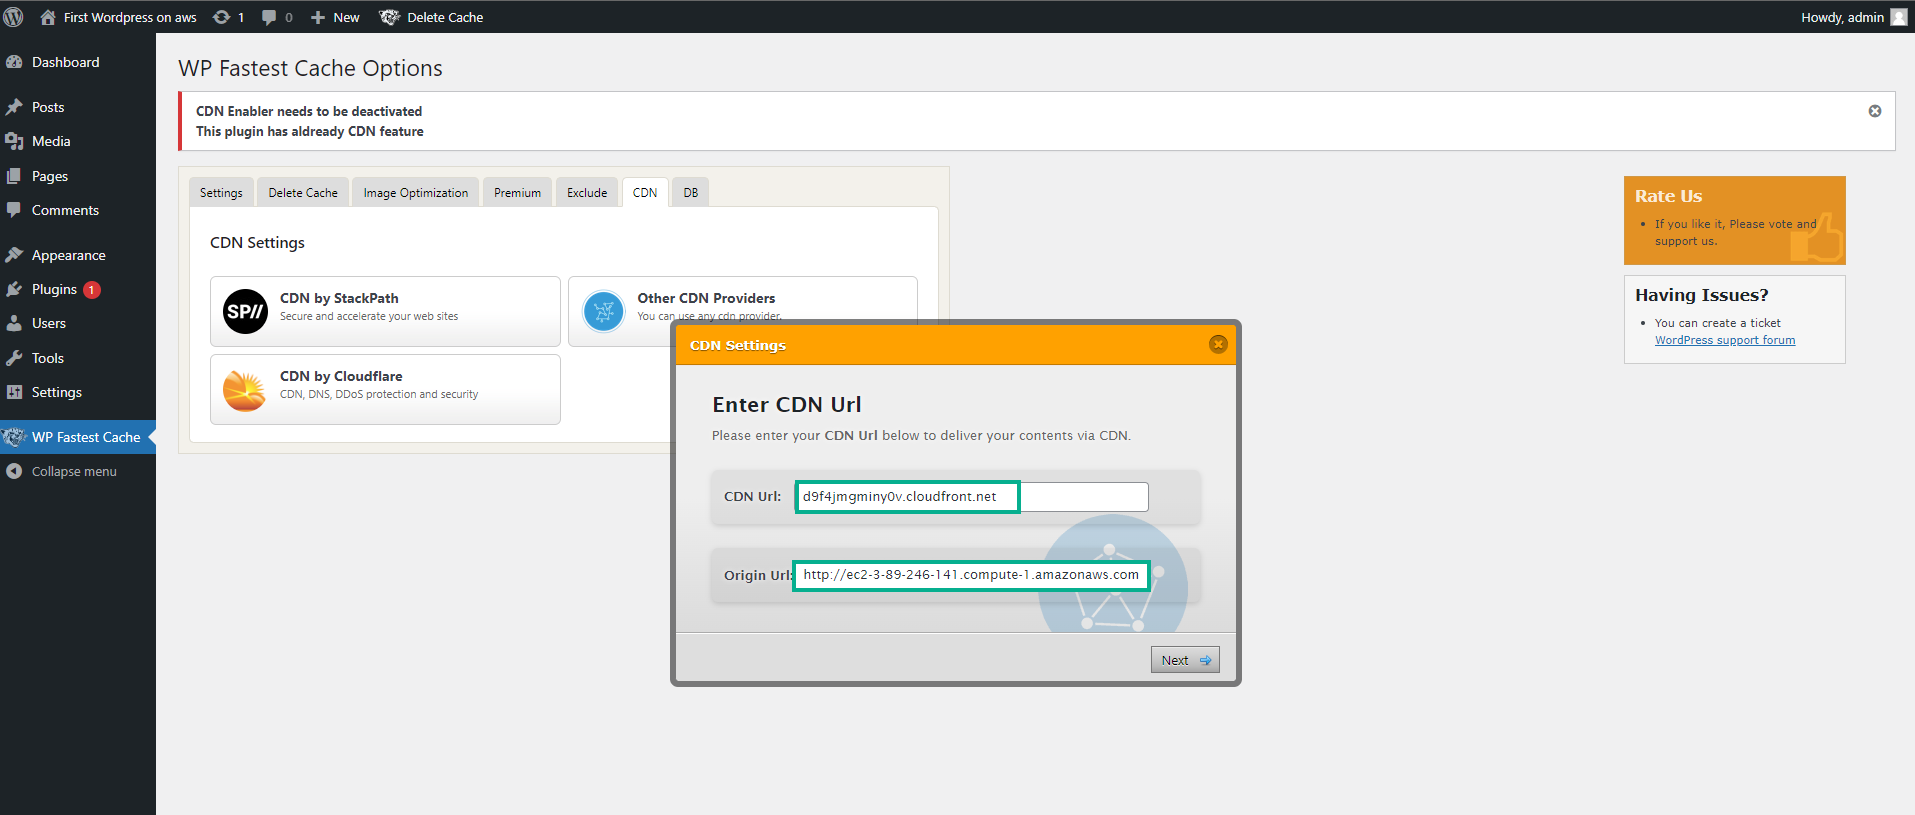 First Wordpress on aws 1 0 New Delete Cache Howdy, admin
Dashboard
Posts
Media
Pages
Comments
Appearance
Plugins 1
Users
Tools
Settings
WP Fastest Cache
Collapse menu
WP Fastest Cache Options
CDN Enabler needs to be deactivated
This plugin has aldready CDN feature
Settings Delete Cache Image Optimization Premium Exclude CDN DB
CDN Settings
SP//
CDN by StackPath
Secure and accelerate your web sites
Other CDN Providers
You can use any cdn provider.
CDN by Cloudflare
CDN, DNS, DDoS protection and security
CDN Settings
Enter CDN Url
Please enter your CDN Url below to deliver your contents via CDN.
CDN Url: d9f4jmgminy0v.cloudfront.net
Origin Url: http://ec2-3-89-246-141.compute-1.amazonaws.com
Next
Rate Us
If you like it, Please vote and
support us.
Having Issues?
You can create a ticket
WordPress support forum